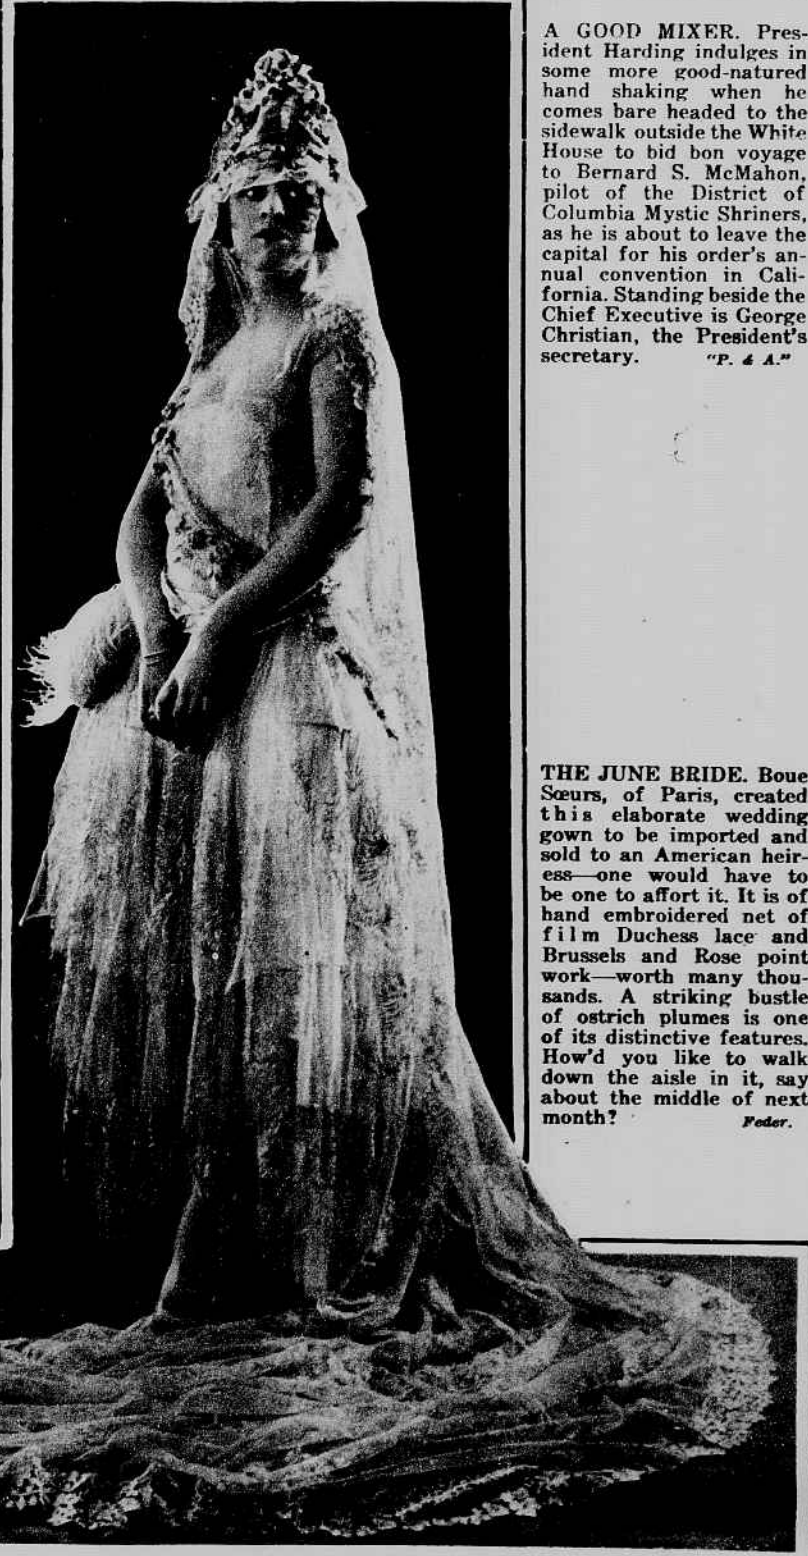 A GOOD MIXER. Pres-
ident Harding indulges in
some more good-natured
hand shaking when he
comes bare headed to the
sidewalk outside the White
House to bid bon voyage
to Bernard S. McMahon,
pilot of the District of
Columbia Mystic Shriners,
as he is about to leave the
capital for his order's an-
nual convention in Cali-
fornia. Standing beside the
Chief Executive is George
Christian, the President's
secretary. "P. & A."
THE JUNE BRIDE. Boue
Sœurs, of Paris, created
this elaborate wedding
gown to be imported and
sold to an American heir-
ess—one would have to
be one to affort it. It is of
hand embroidered net of
film Duchess lace and
Brussels and Rose point
work—worth many thou-
sands. A striking bustle
of ostrich plumes is one
of its distinctive features.
How'd you like to walk
down the aisle in it, say
about the middle of next
month? Feder.